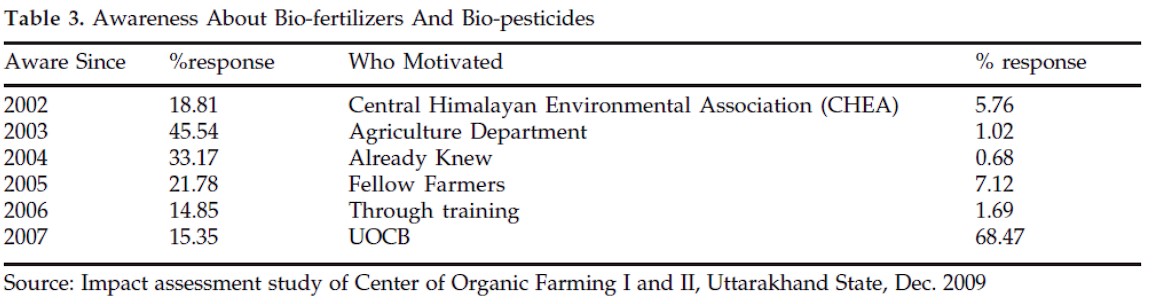 Table 3. Awareness About Bio-fertilizers And Bio-pesticides
Aware Since %response Who Motivated % response
2002 18.81 Central Himalayan Environmental Association (CHEA) 5.76
2003 45.54 Agriculture Department 1.02
2004 33.17 Already Knew 0.68
2005 21.78 Fellow Farmers 7.12
2006 14.85 Through training 1.69
2007 15.35 UOCB 68.47
Source: Impact assessment study of Center of Organic Farming I and II, Uttarakhand State, Dec. 2009